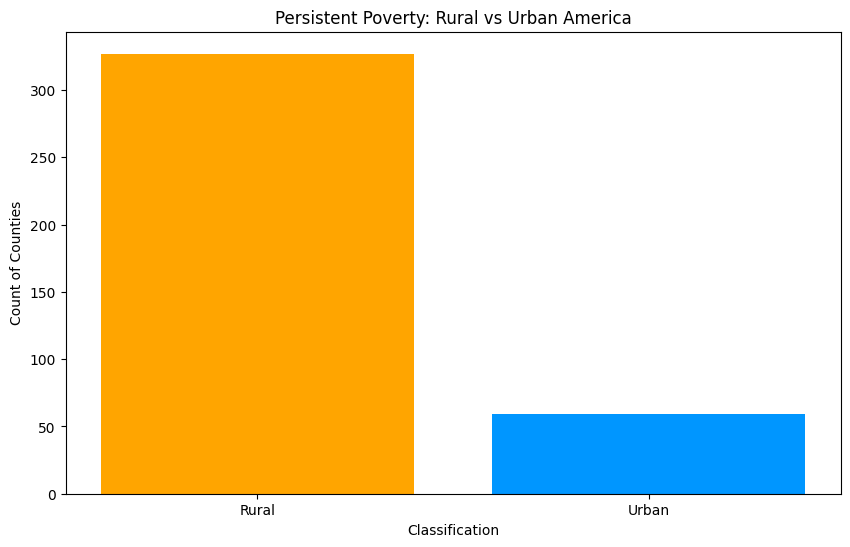 Persistent Poverty: Rural vs Urban America
Count of Counties
300
250
200
150
100
50
0
Rural
Urban
Classification